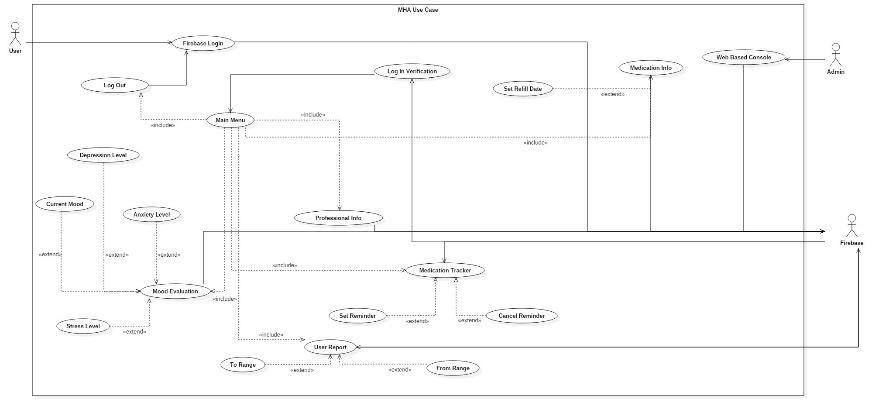 MHA Use Case
User
Firebase Login
Log In Verification
Medication Info
Web Based Console
Admin
Log Out
Set Refill Date
«extend»
Main Menu
«include»
«include»
«include»
Depression Level
Current Mood
Anxiety Level
Professional Info
Firebase
«extend»
«extend»
«extend»
«include»
Medication Tracker
Mood Evaluation
«include»
Stress Level
«extend»
Set Reminder
«extend»
«extend»
Cancel Reminder
«include»
User Report
To Range
«extend»
«extend»
From Range